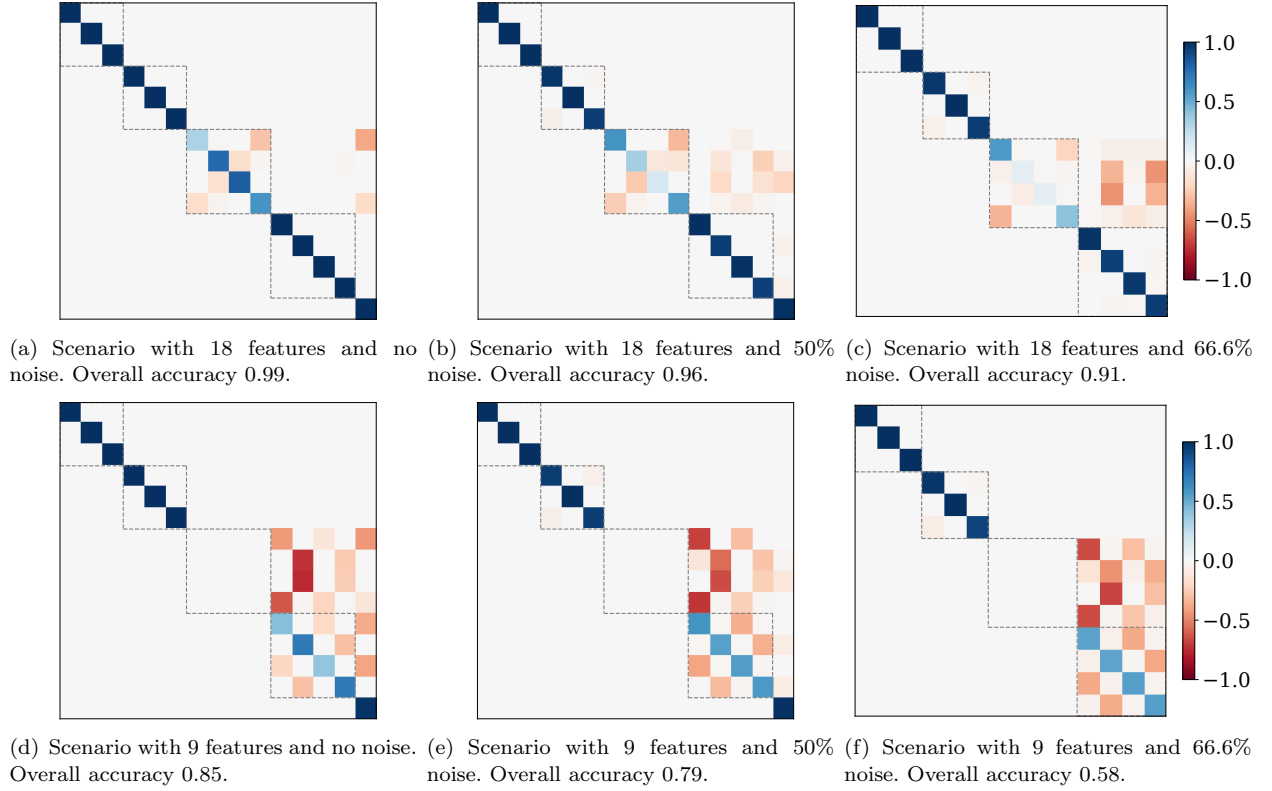 1.0
0.5
0.0
−0.5
−1.0
(a) Scenario with 18 features and no
noise. Overall accuracy 0.99.
(b) Scenario with 18 features and 50%
noise. Overall accuracy 0.96.
(c) Scenario with 18 features and 66.6%
noise. Overall accuracy 0.91.
1.0
0.5
0.0
−0.5
−1.0
(d) Scenario with 9 features and no noise.
Overall accuracy 0.85.
(e) Scenario with 9 features and 50%
noise. Overall accuracy 0.79.
(f) Scenario with 9 features and 66.6%
noise. Overall accuracy 0.58.